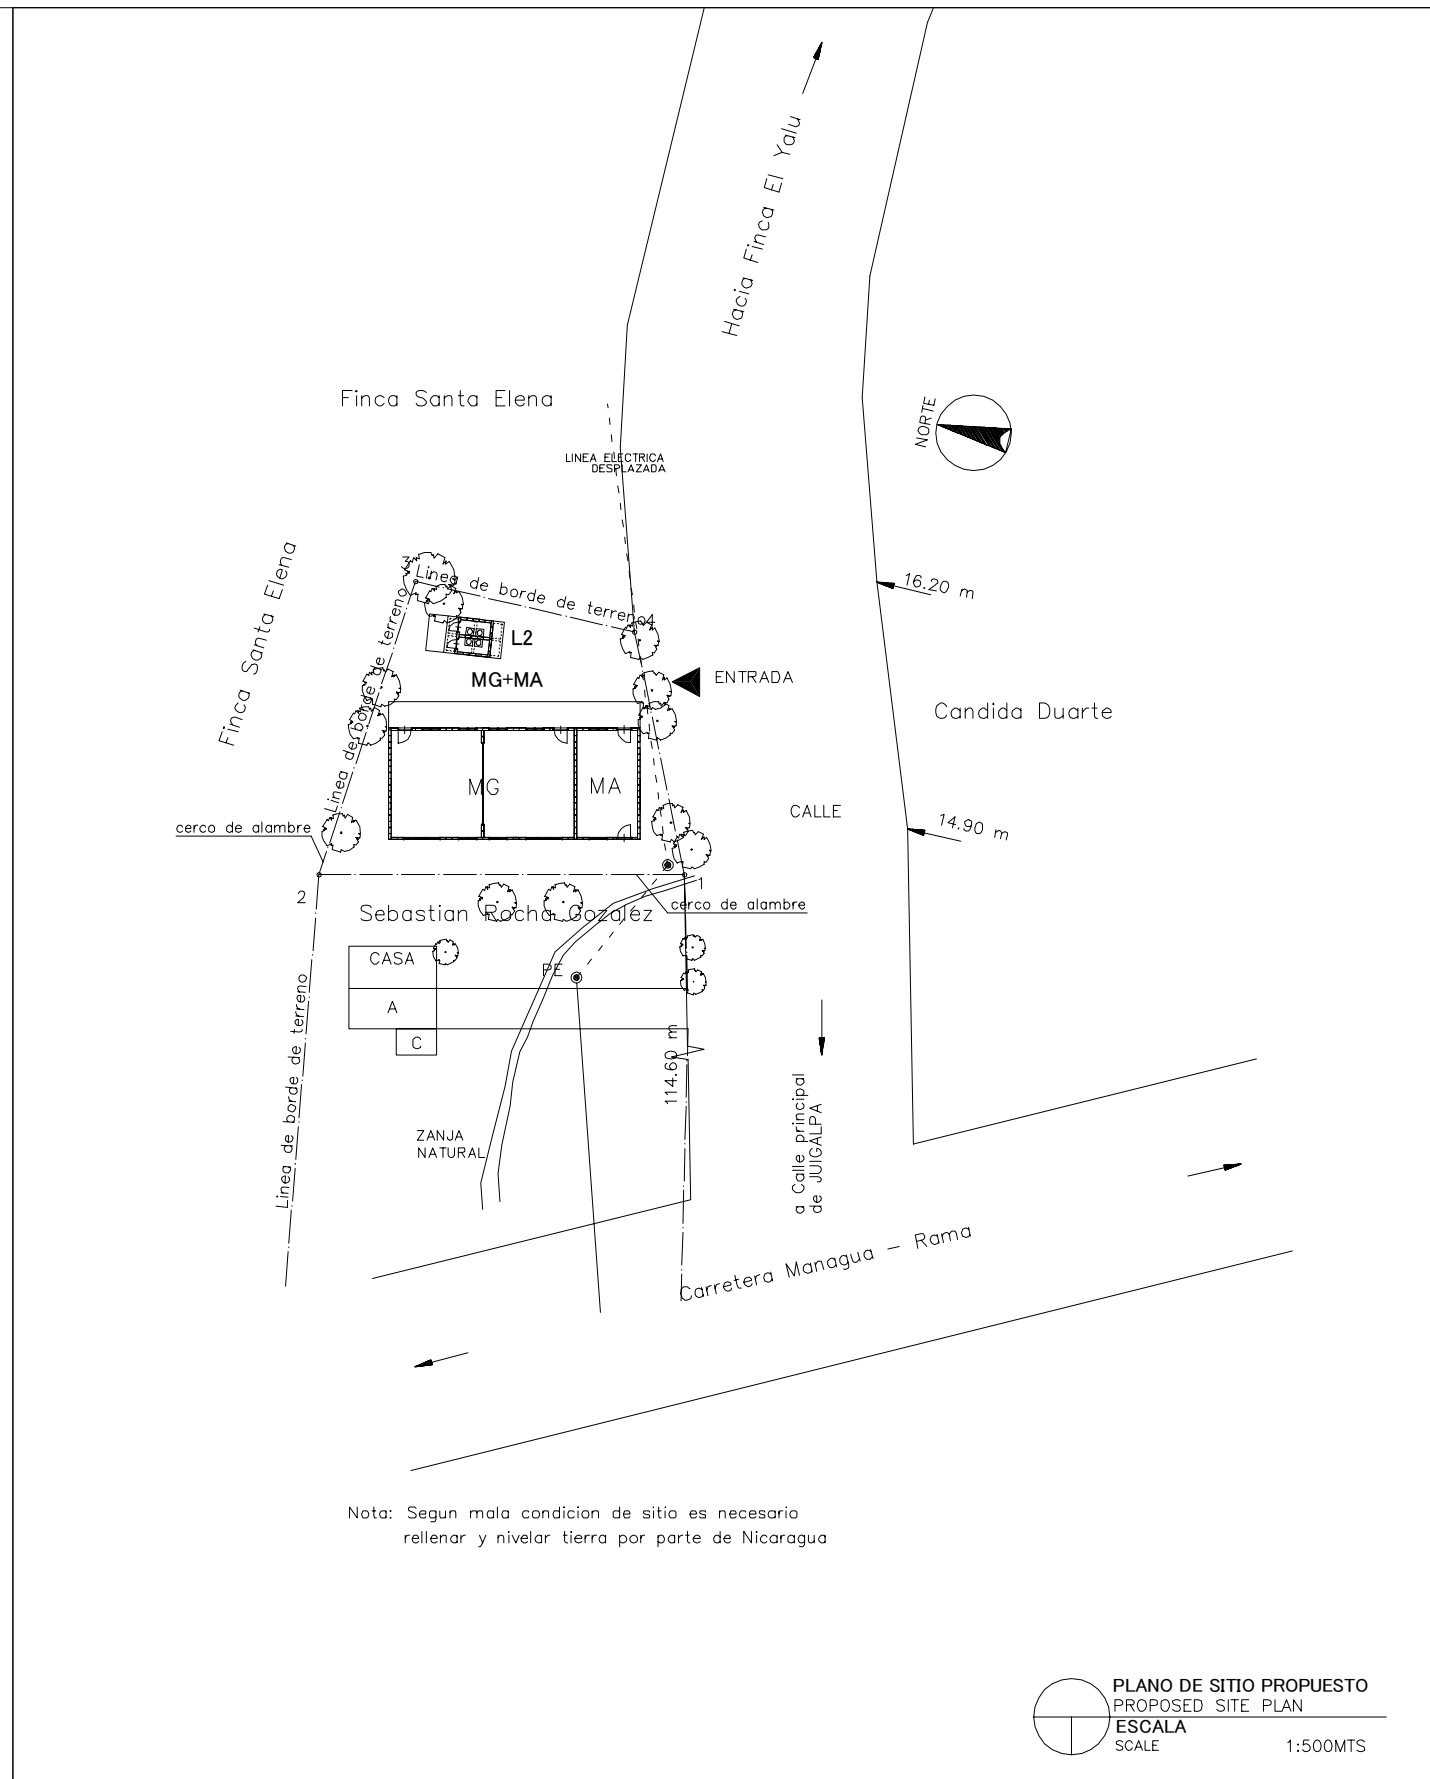 Hacia Finca El Yalu
Finca Santa Elena
NORTE
LINEA ELECTRICA
DESPLAZADA
Finca Santa Elena
3
Linea de borde de terreno
4
16.20 m
L2
MG+MA
ENTRADA
Linea de borde de terreno
Candida Duarte
MG
MA
CALLE
14.90 m
cerco de alambre
2
1
cerco de alambre
Sebastian Rocha Gozalez
CASA
PE
A
C
114.60 m
Linea de borde de terreno
ZANJA
NATURAL
a Calle principal
de JUIGALPA
Carretera Managua - Rama
Nota: Segun mala condicion de sitio es necesario
rellenar y nivelar tierra por parte de Nicaragua
PLANO DE SITIO PROPUESTO
PROPOSED SITE PLAN
ESCALA
SCALE 1:500MTS